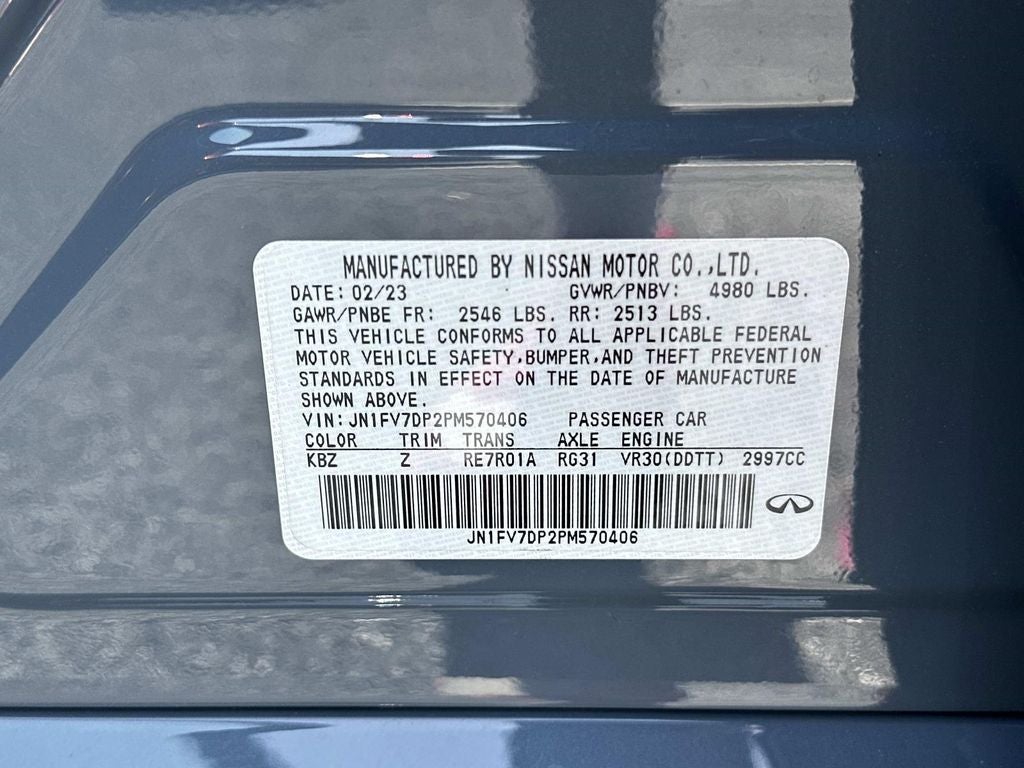 MANUFACTURED BY NISSAN MOTOR CO.,LTD.
DATE: 02/23 GVWR/PNBV: 4980 LBS.
GAWR/PNBE FR: 2546 LBS. RR: 2513 LBS.
THIS VEHICLE CONFORMS TO ALL APPLICABLE FEDERAL
MOTOR VEHICLE SAFETY,BUMPER,AND THEFT PREVENTION
STANDARDS IN EFFECT ON THE DATE OF MANUFACTURE
SHOWN ABOVE.
VIN: JN1FV7DP2PM570406 PASSENGER CAR
COLOR TRIM TRANS AXLE ENGINE
KBZ Z RE7R01A RG31 VR30(DDTT) 2997CC
JN1FV7DP2PM570406